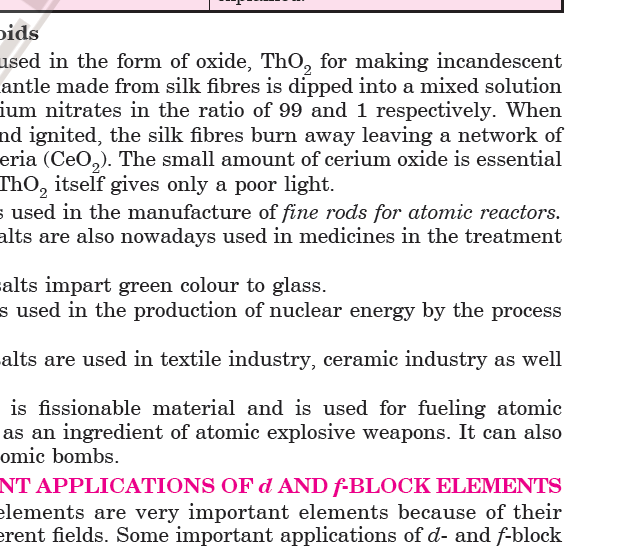 oids
used in the form of oxide, ThO₂ for making incandescent
antle made from silk fibres is dipped into a mixed solution
ium nitrates in the ratio of 99 and 1 respectively. When
nd ignited, the silk fibres burn away leaving a network of
eria (CeO₂). The small amount of cerium oxide is essential
ThO₂ itself gives only a poor light.
s used in the manufacture of fine rods for atomic reactors.
alts are also nowadays used in medicines in the treatment
salts impart green colour to glass.
s used in the production of nuclear energy by the process
salts are used in textile industry, ceramic industry as well
is fissionable material and is used for fueling atomic
as an ingredient of atomic explosive weapons. It can also
omic bombs.
NT APPLICATIONS OF d AND f-BLOCK ELEMENTS
elements are very important elements because of their
erent fields. Some important applications of d- and f-block